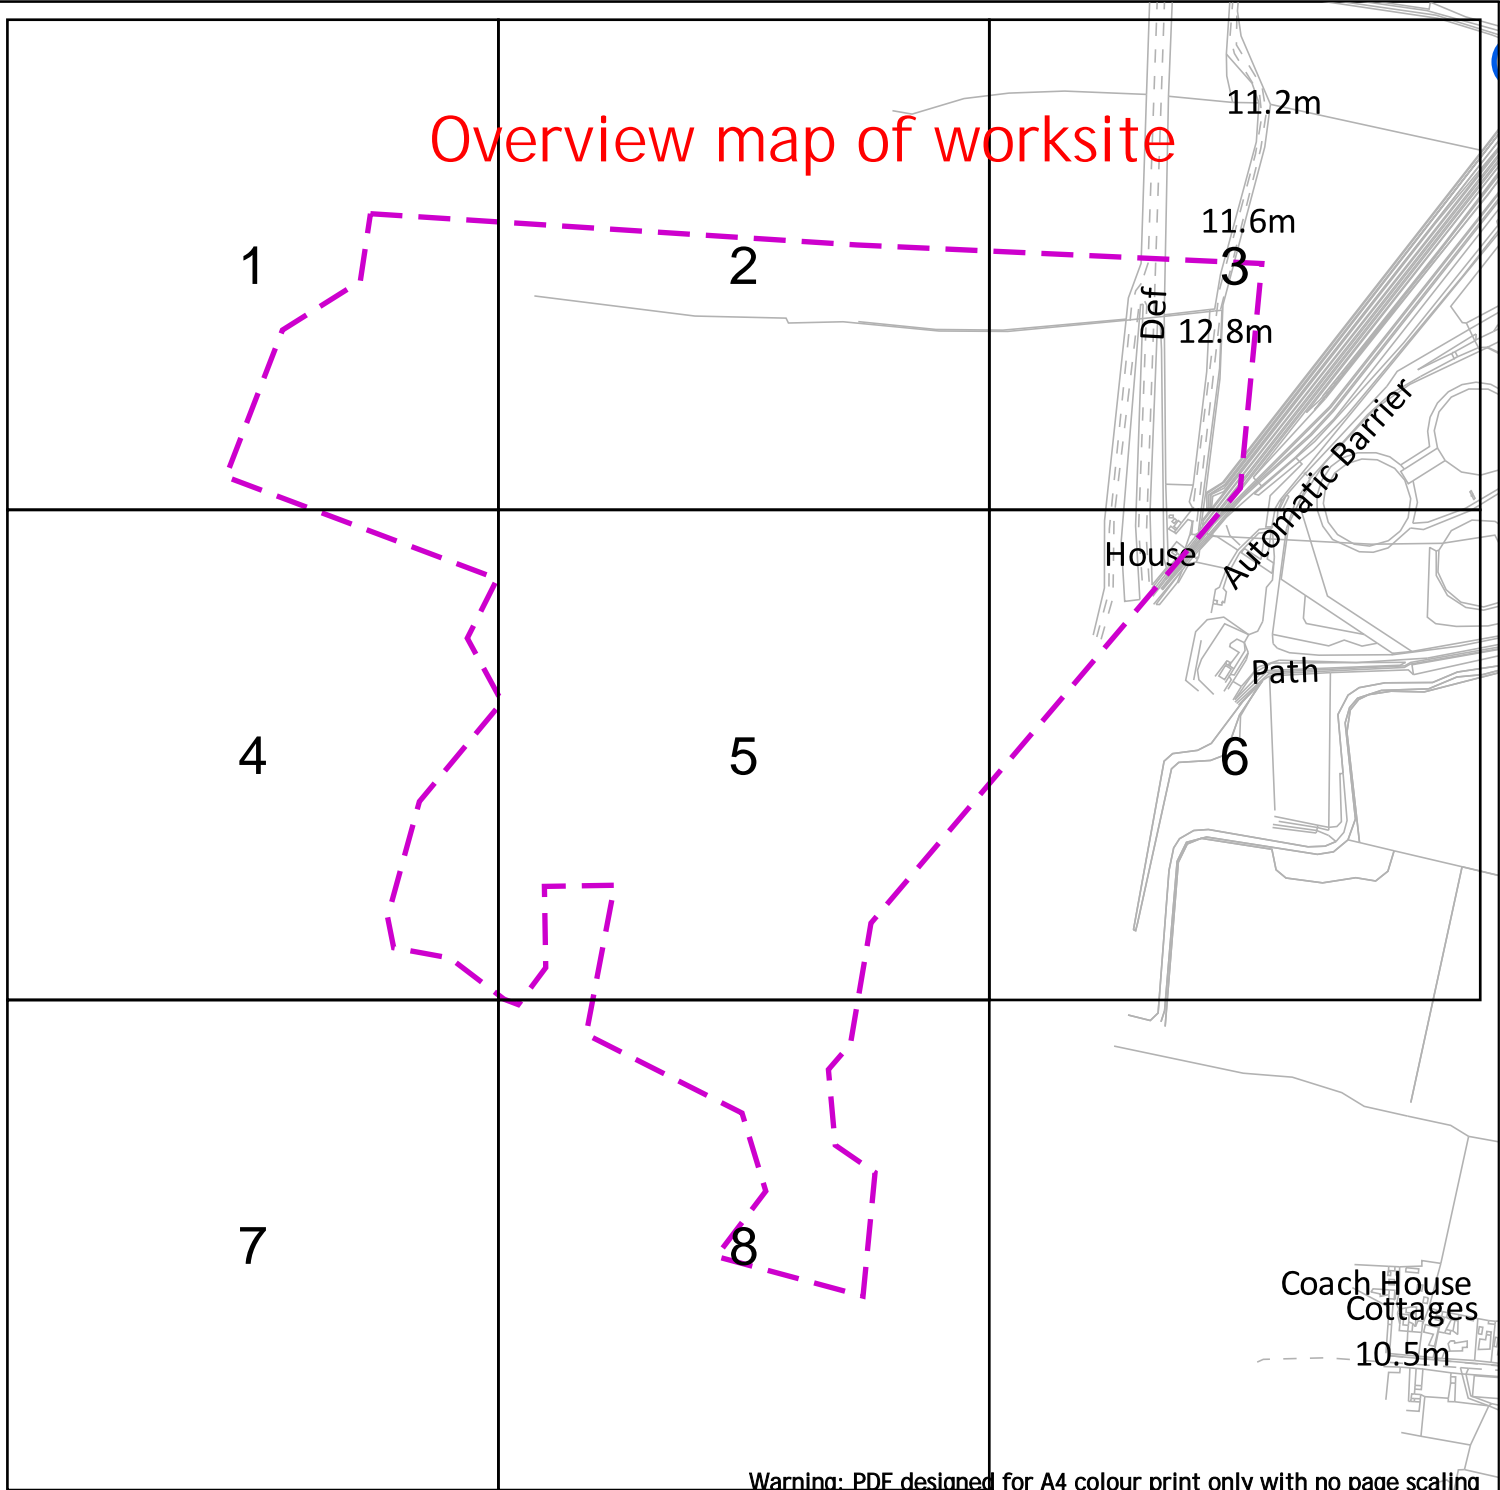 11.2m
Overview map of worksite
11.6m
1
2
3
Def
12.8m
Automatic Barrier
House
Path
4
5
6
7
8
Coach House
Cottages
10.5m
Warning: PDF designed for A4 colour print only with no page scaling